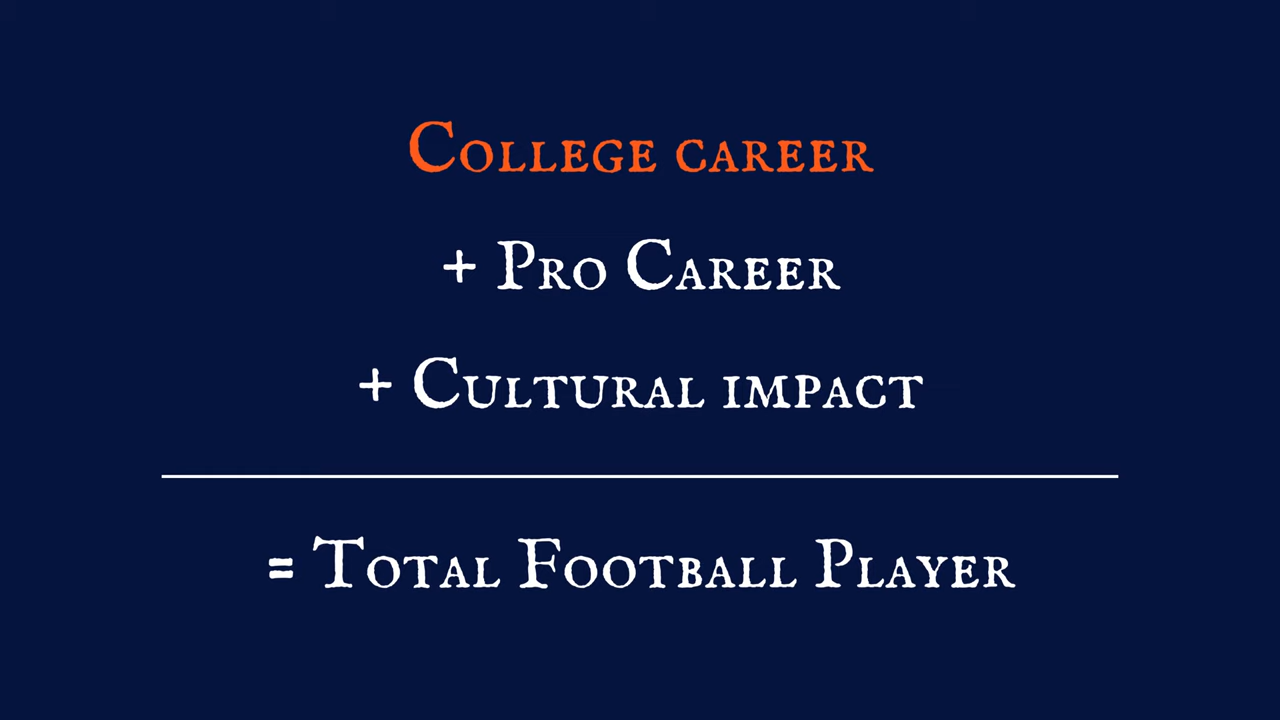 College career
+ Pro Career
+ Cultural impact
= Total Football Player